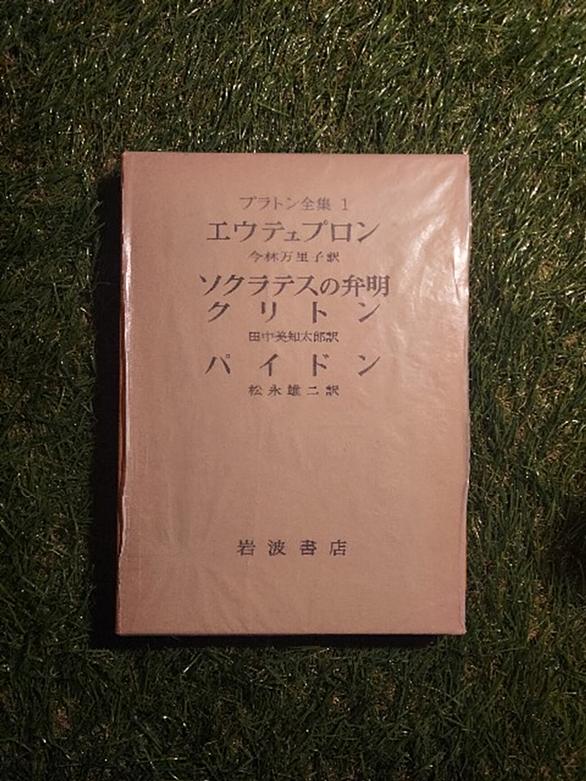 プラトン全集 1
エウテュプロン
今林万里子訳
ソクラテスの弁明
クリトン
田中美知太郎訳
パイドン
松永雄二訳
岩波書店